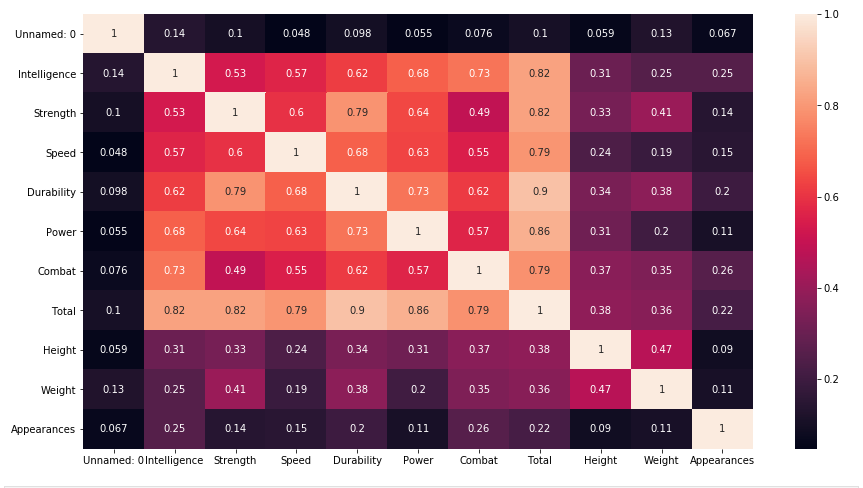 Unnamed: 0 1 0.14 0.1 0.048 0.098 0.055 0.076 0.1 0.059 0.13 0.067
Intelligence 0.14 1 0.53 0.57 0.62 0.68 0.73 0.82 0.31 0.25 0.25
Strength 0.1 0.53 1 0.6 0.79 0.64 0.49 0.82 0.33 0.41 0.14
Speed 0.048 0.57 0.6 1 0.68 0.63 0.55 0.79 0.24 0.19 0.15
Durability 0.098 0.62 0.79 0.68 1 0.73 0.62 0.9 0.34 0.38 0.2
Power 0.055 0.68 0.64 0.63 0.73 1 0.57 0.86 0.31 0.2 0.11
Combat 0.076 0.73 0.49 0.55 0.62 0.57 1 0.79 0.37 0.35 0.26
Total 0.1 0.82 0.82 0.79 0.9 0.86 0.79 1 0.38 0.36 0.22
Height 0.059 0.31 0.33 0.24 0.34 0.31 0.37 0.38 1 0.47 0.09
Weight 0.13 0.25 0.41 0.19 0.38 0.2 0.35 0.36 0.47 1 0.11
Appearances 0.067 0.25 0.14 0.15 0.2 0.11 0.26 0.22 0.09 0.11 1
Unnamed: 0 Intelligence Strength Speed Durability Power Combat Total Height Weight Appearances
1.0
0.8
0.6
0.4
0.2